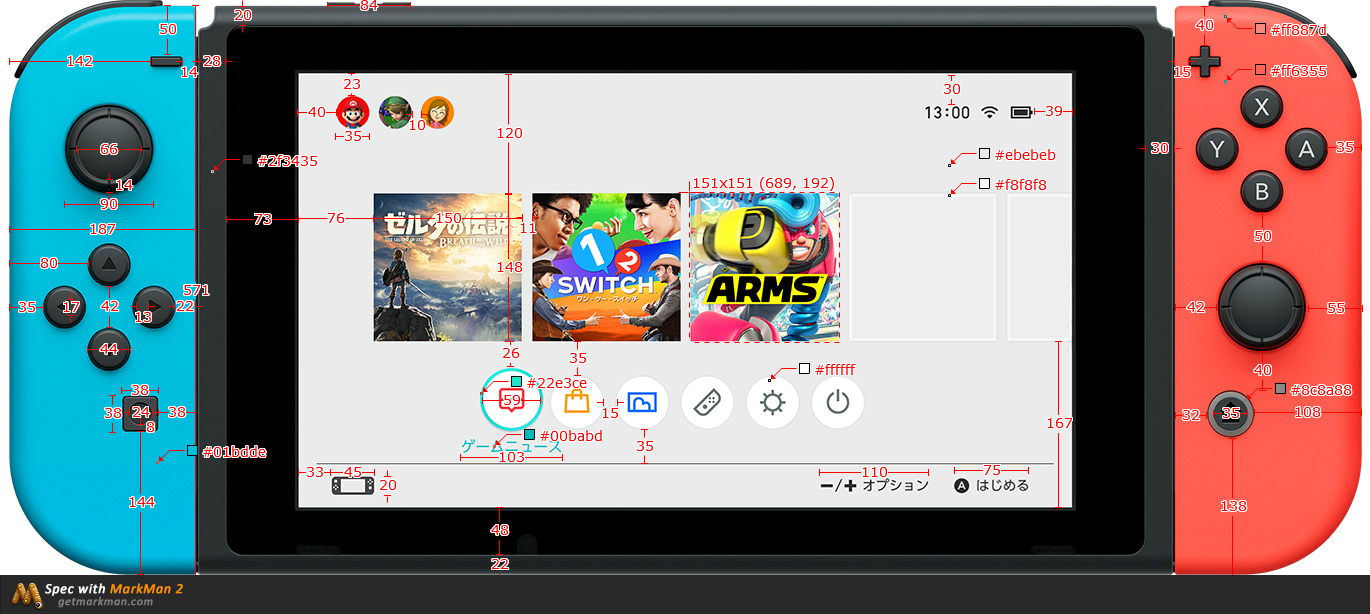 84
20
50
40
#ff887d
142
28
14
15
#ff6355
23
30
40
13:00
39
10
35
120
X
Y
A
B
66
#2f3435
30
35
#ebebeb
14
#f8f8f8
151x151 (689, 192)
90
73
76
150
187
11
ゼルダの伝説
THE LEGEND OF ZELDA
BREATH OF THE WILD
1
2
SWITCH
ワン・ツー・スイッチ
ARMS
50
80
148
571
35
17
42
13
22
42
55
44
26
35
#ffffff
40
38
#22e3ce
#8c8a88
59
38
24
38
15
32
35
108
8
#00babd
167
ゲームニュース
35
103
#01bdde
33
45
110
75
20
−/+ オプション
A はじめる
144
138
48
22
Spec with MarkMan 2
getmarkman.com